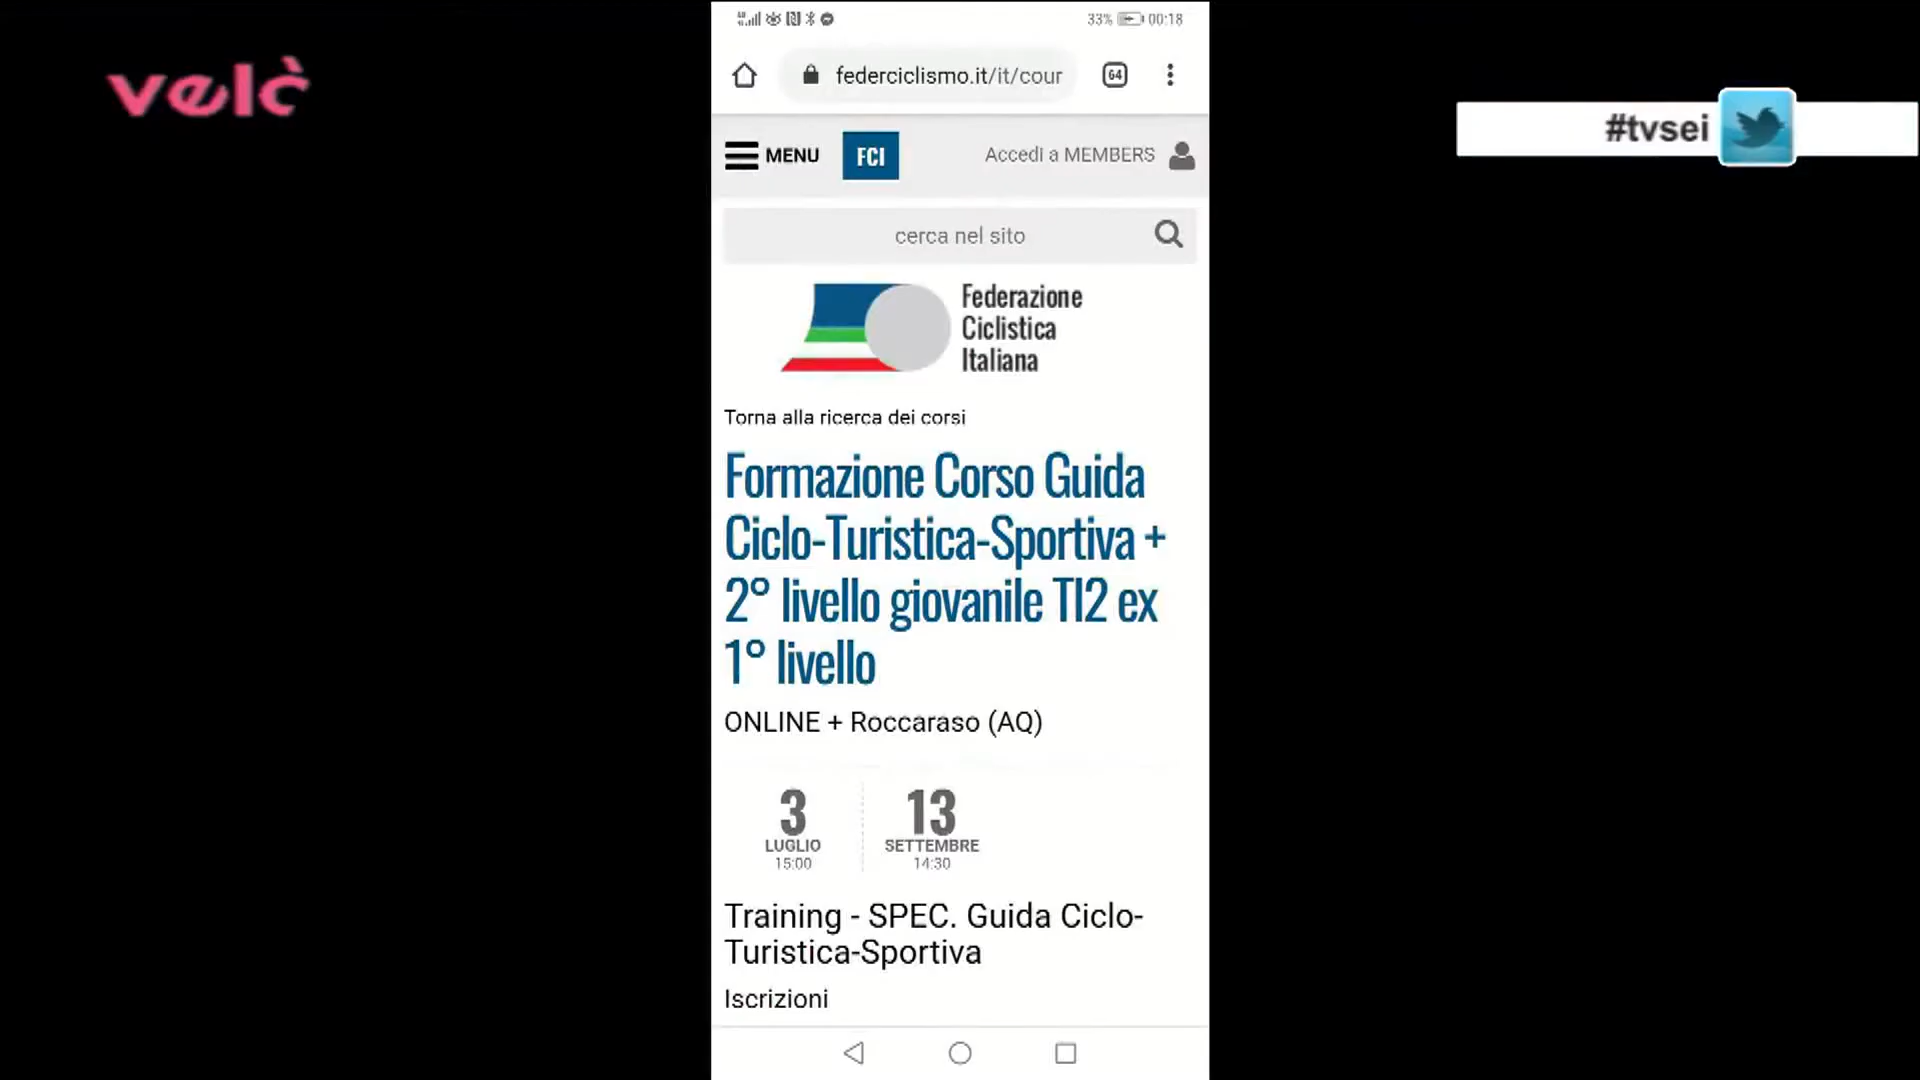 velò
#tvsei
33% 00:18
federciclismo.it/it/cour
64
MENU
FCI
Accedi a MEMBERS
cerca nel sito
Federazione
Ciclistica
Italiana
Torna alla ricerca dei corsi
Formazione Corso Guida
Ciclo-Turistica-Sportiva +
2° livello giovanile TI2 ex
1° livello
ONLINE + Roccaraso (AQ)
3
LUGLIO
15:00
13
SETTEMBRE
14:30
Training - SPEC. Guida Ciclo-
Turistica-Sportiva
Iscrizioni